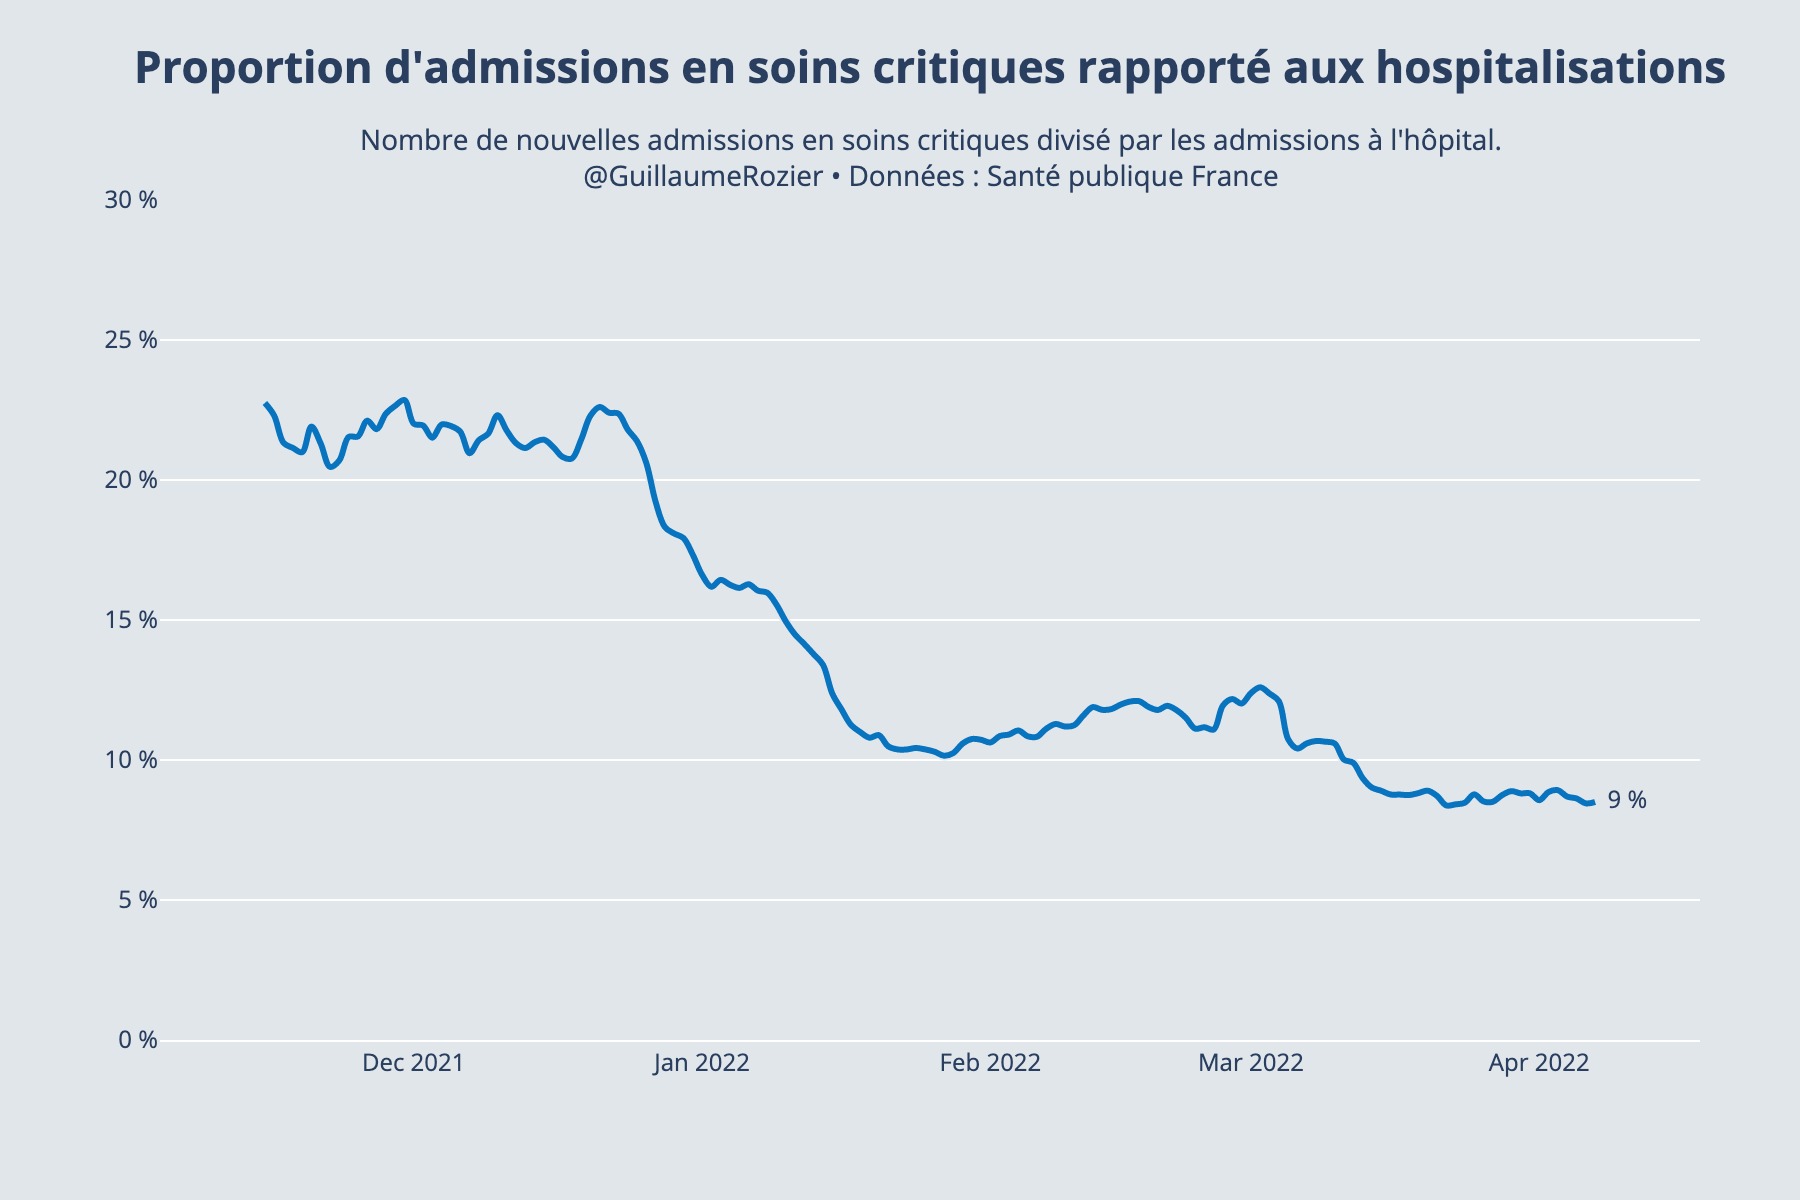 Proportion d'admissions en soins critiques rapporté aux hospitalisations
Nombre de nouvelles admissions en soins critiques divisé par les admissions à l'hôpital.
@GuillaumeRozier • Données : Santé publique France
30 %
25 %
20 %
15 %
10 %
9 %
5 %
0 %
Dec 2021
Jan 2022
Feb 2022
Mar 2022
Apr 2022